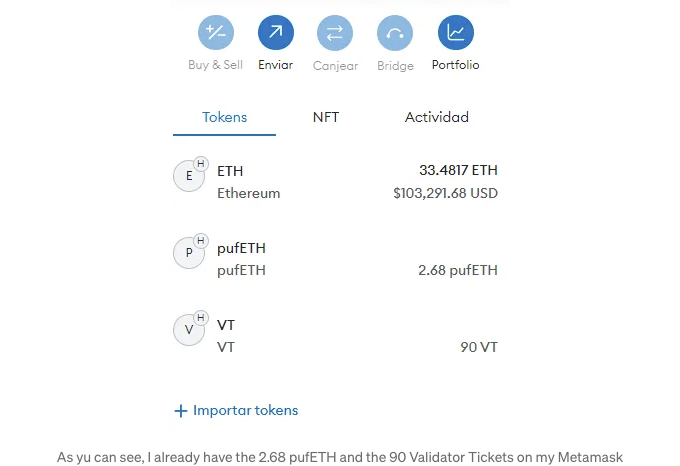 Buy & Sell Enviar Canjear Bridge Portfolio
Tokens NFT Actividad
E H ETH 33.4817 ETH
Ethereum $103,291.68 USD
P H pufETH
pufETH 2.68 pufETH
V H VT
VT 90 VT
+ Importar tokens
As yu can see, I already have the 2.68 pufETH and the 90 Validator Tickets on my Metamask